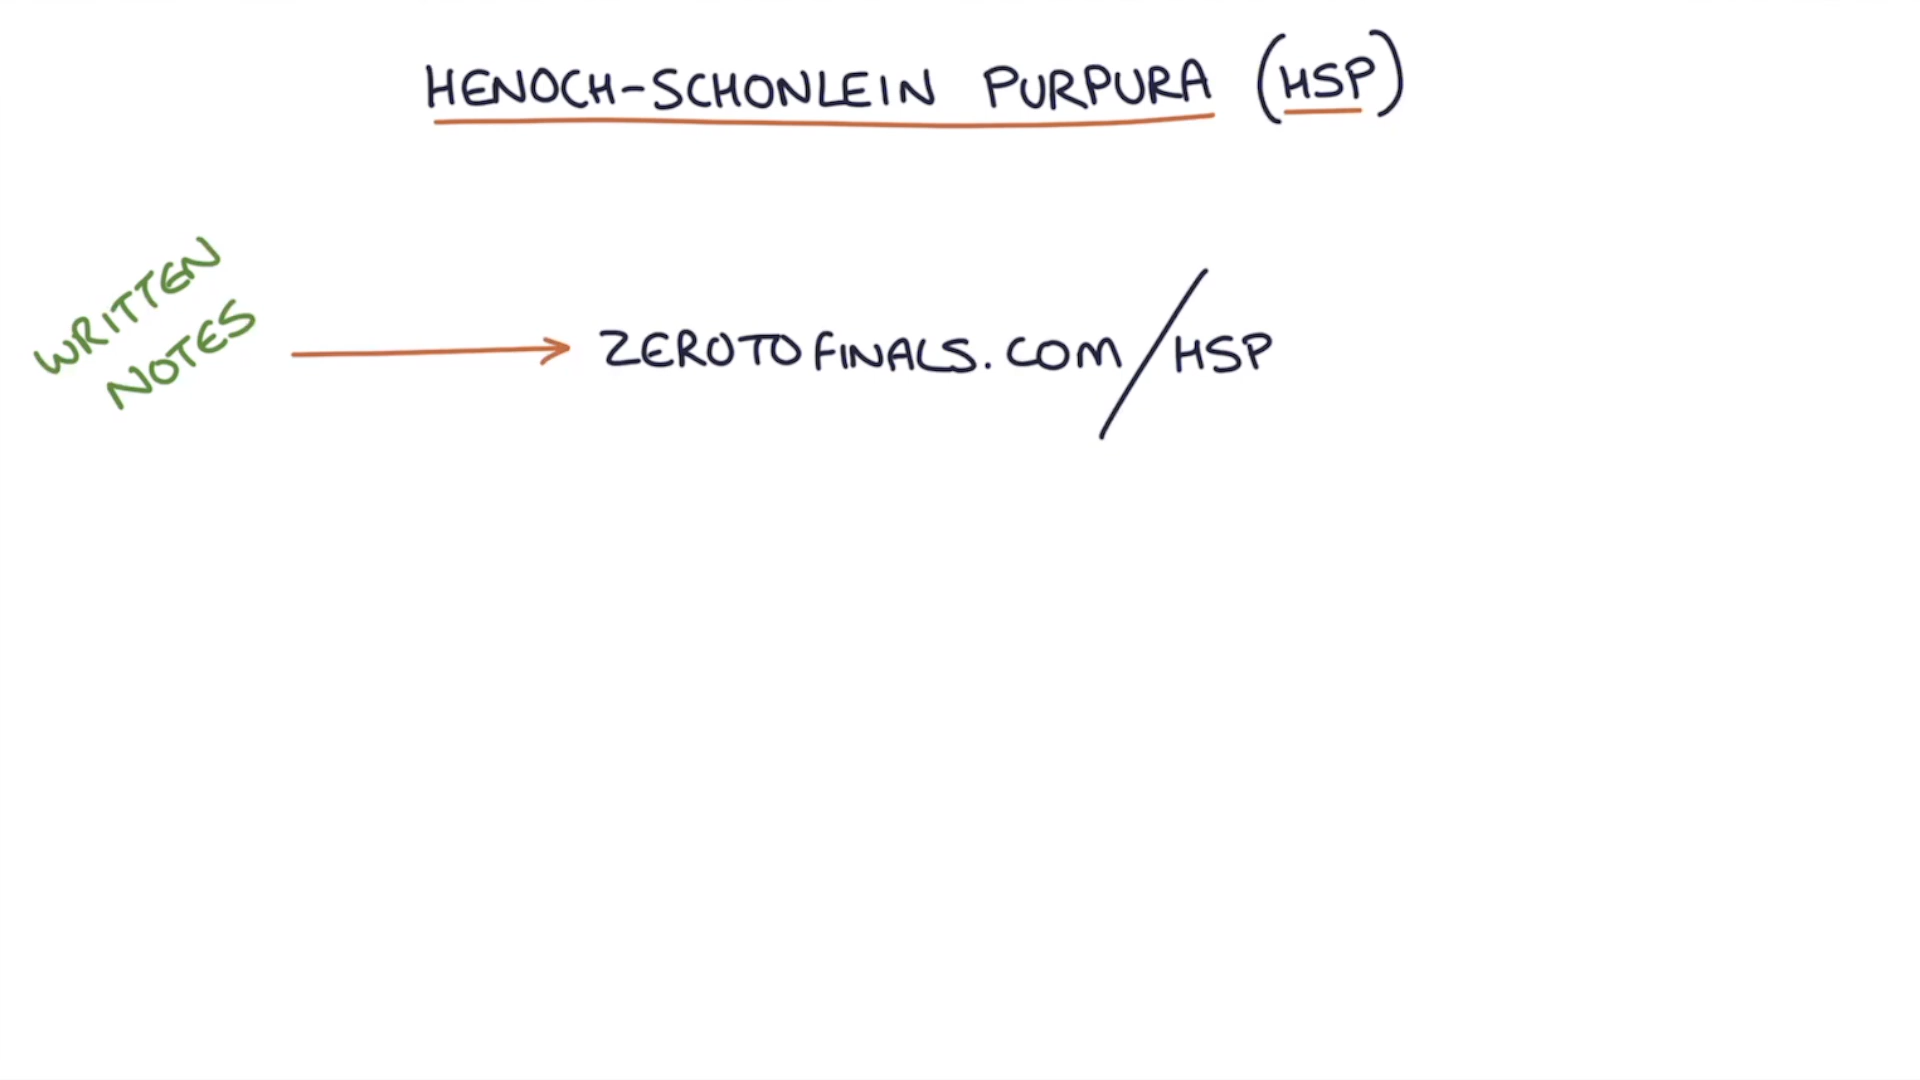 HENOCH-SCHONLEIN PURPURA (HSP)
WRITTEN
NOTES
ZEROTOFINALS.COM/HSP